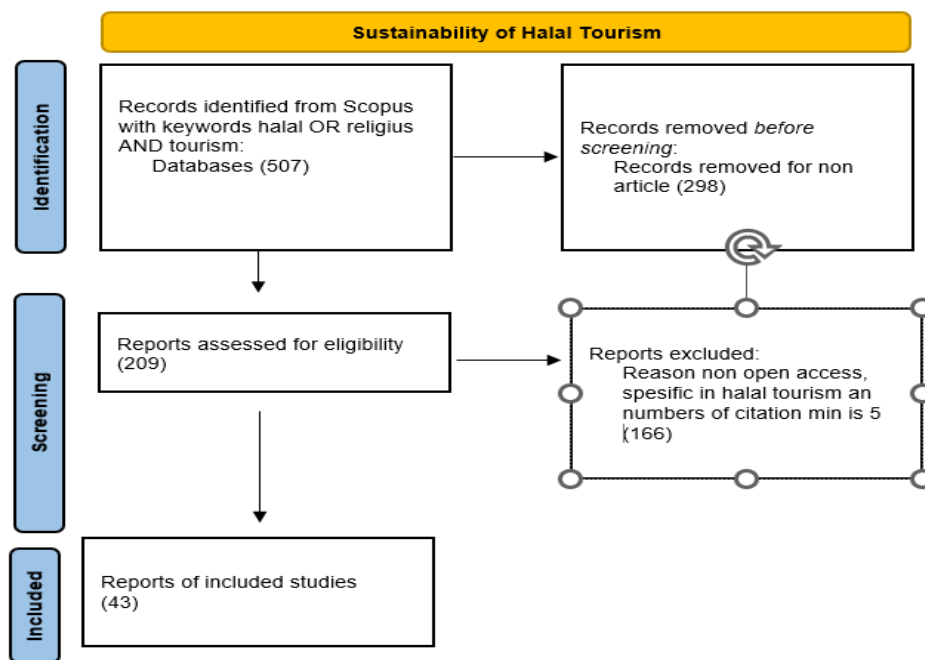 Sustainability of Halal Tourism
Identification
Records identified from Scopus
with keywords halal OR religius
AND tourism:
Databases (507)
Records removed before
screening:
Records removed for non
article (298)
Screening
Reports assessed for eligibility
(209)
Reports excluded:
Reason non open access,
spesific in halal tourism an
numbers of citation min is 5
(166)
Included
Reports of included studies
(43)